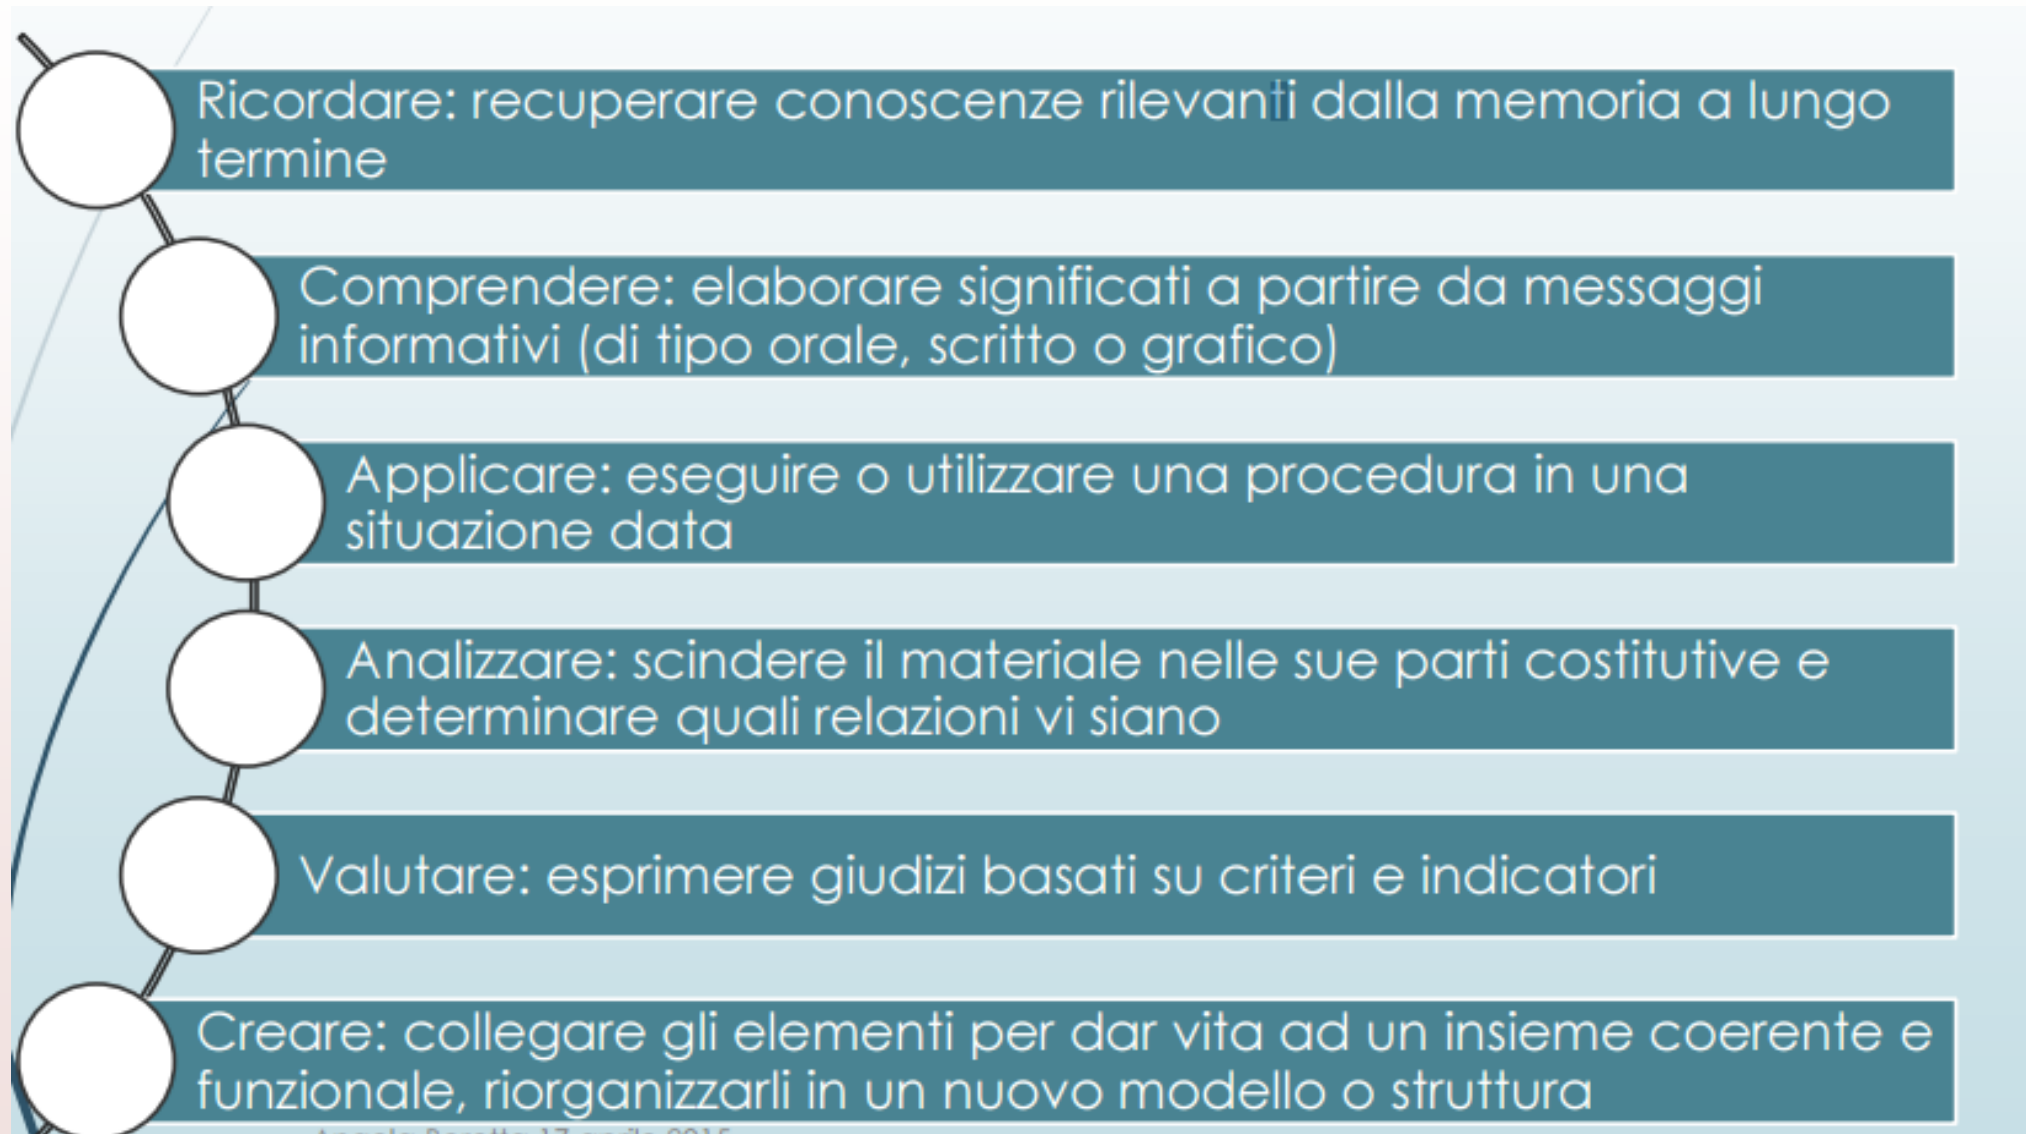 Ricordare: recuperare conoscenze rilevanti dalla memoria a lungo
termine
Comprendere: elaborare significati a partire da messaggi
informativi (di tipo orale, scritto o grafico)
Applicare: eseguire o utilizzare una procedura in una
situazione data
Analizzare: scindere il materiale nelle sue parti costitutive e
determinare quali relazioni vi siano
Valutare: esprimere giudizi basati su criteri e indicatori
Creare: collegare gli elementi per dar vita ad un insieme coerente e
funzionale, riorganizzarli in un nuovo modello o struttura